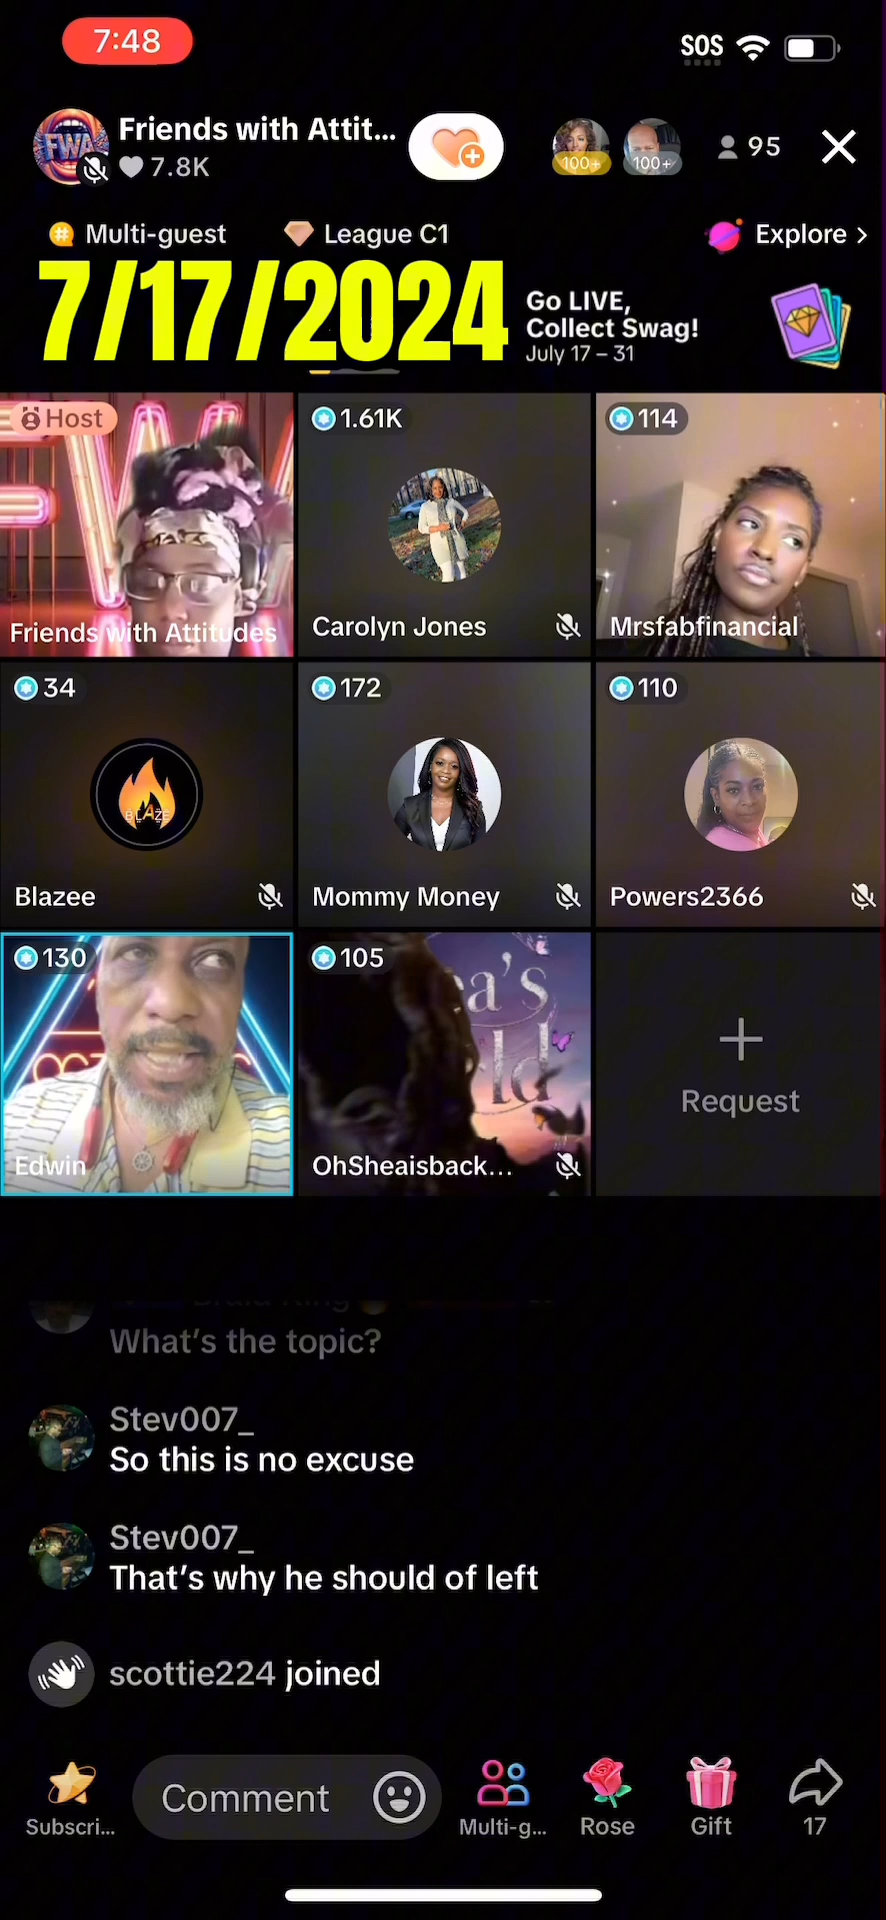 7:48
SOS
FWA
Friends with Attit...
7.8K
100+
100+
95
Multi-guest
League C1
Explore >
7/17/2024
Go LIVE,
Collect Swag!
July 17 – 31
Host
Friends with Attitudes
1.61K
Carolyn Jones
114
Mrsfabfinancial
34
BLAZE
Blazee
172
Mommy Money
110
Powers2366
130
Edwin
a's
ld
105
OhSheaisback...
Request
What's the topic?
Stev007_
So this is no excuse
Stev007_
That's why he should of left
scottie224 joined
Subscri...
Comment
Multi-g...
Rose
Gift
17